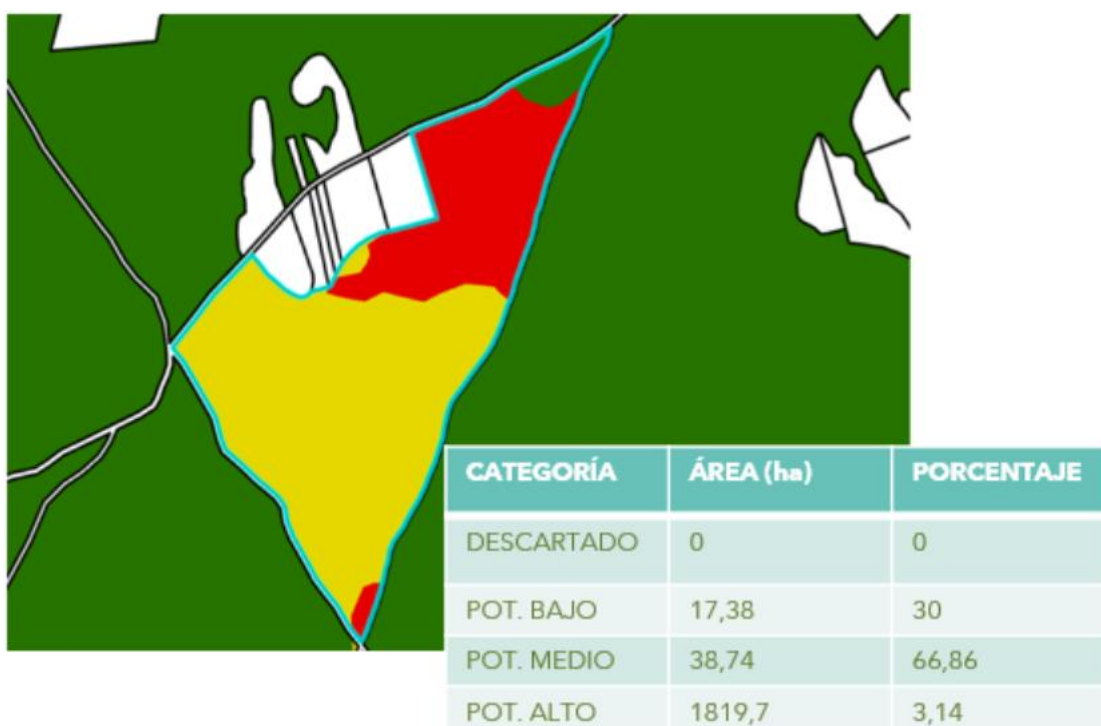 CATEGORÍA ÁREA (ha) PORCENTAJE
DESCARTADO 0 0
POT. BAJO 17,38 30
POT. MEDIO 38,74 66,86
POT. ALTO 1819,7 3,14